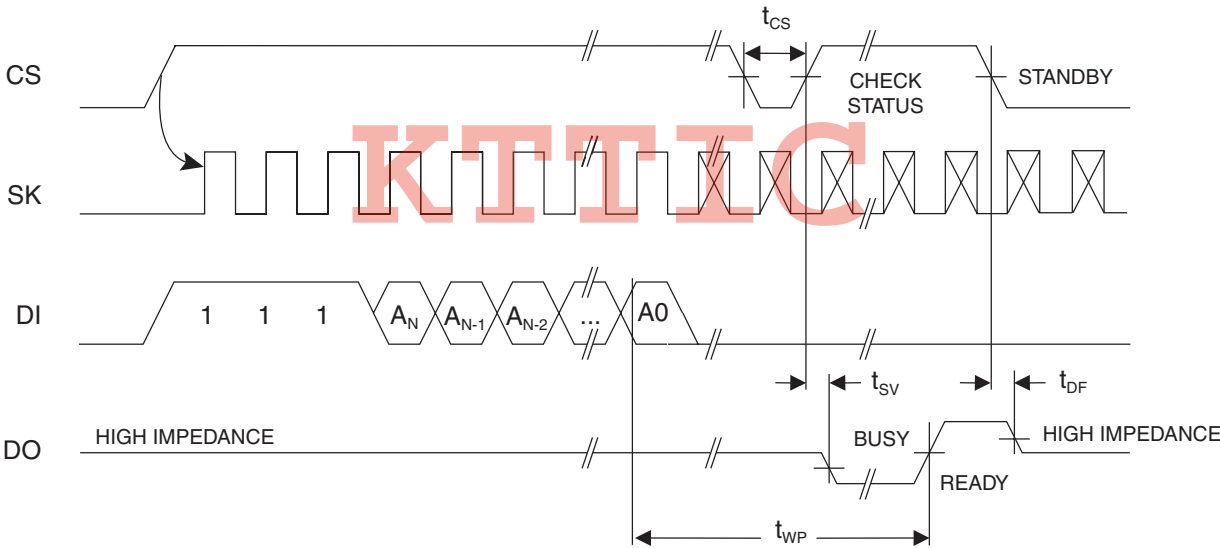 tCS
CS
CHECK
STATUS
STANDBY
KTTIC
SK
DI
1 1 1 AN AN-1 AN-2 ... A0
tSV
tDF
DO
HIGH IMPEDANCE
BUSY
HIGH IMPEDANCE
READY
tWP